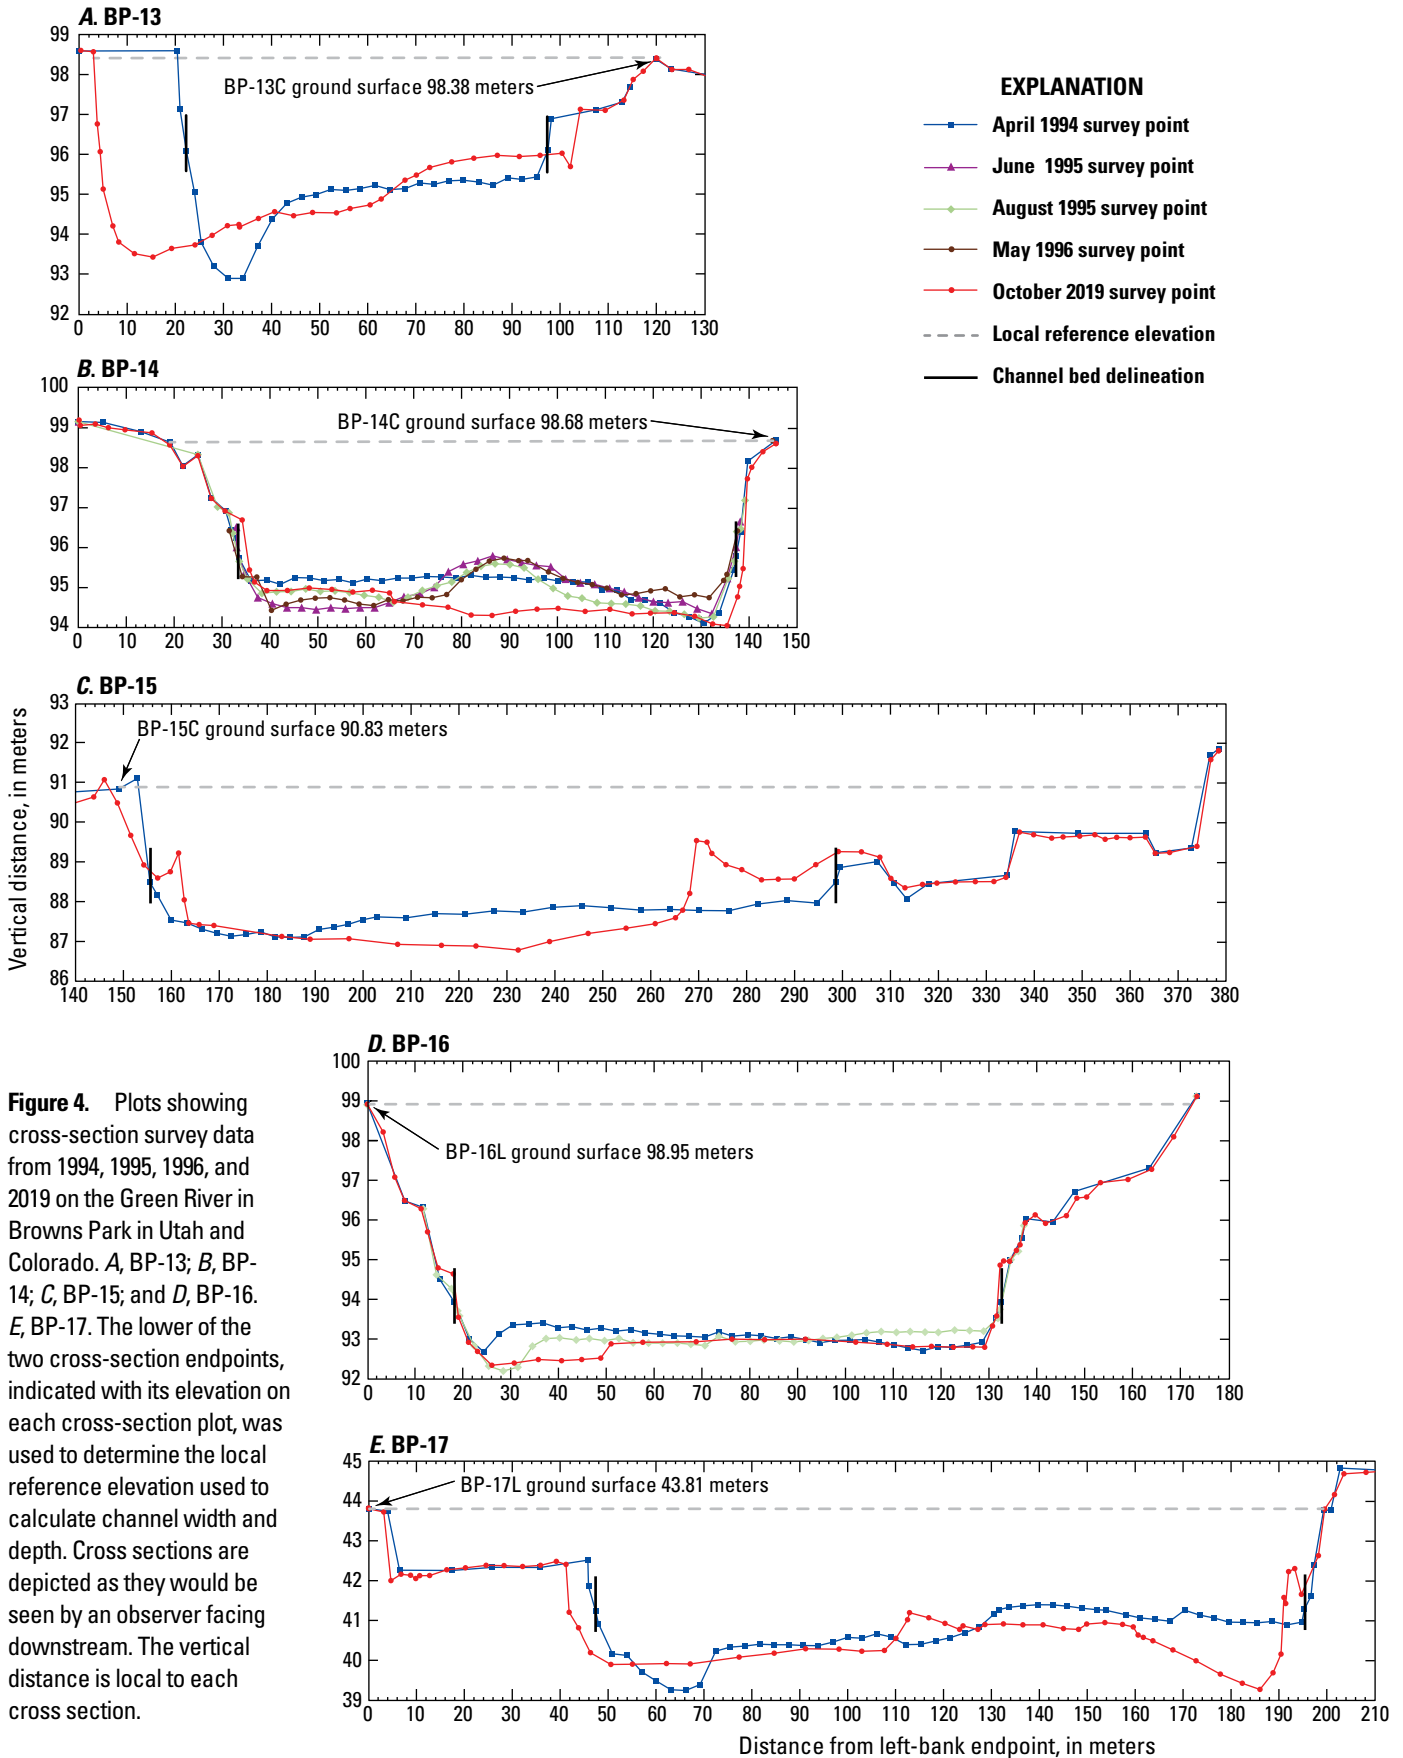 A. BP-13
99
98
97
96
95
94
93
92
BP-13C ground surface 98.38 meters
0 10 20 30 40 50 60 70 80 90 100 110 120 130
EXPLANATION
April 1994 survey point
June 1995 survey point
August 1995 survey point
May 1996 survey point
October 2019 survey point
Local reference elevation
Channel bed delineation
B. BP-14
100
99
98
97
96
95
94
BP-14C ground surface 98.68 meters
0 10 20 30 40 50 60 70 80 90 100 110 120 130 140 150
C. BP-15
93
92
91
90
89
88
87
86
BP-15C ground surface 90.83 meters
140 150 160 170 180 190 200 210 220 230 240 250 260 270 280 290 300 310 320 330 340 350 360 370 380
Vertical distance, in meters
D. BP-16
100
99
98
97
96
95
94
93
92
BP-16L ground surface 98.95 meters
0 10 20 30 40 50 60 70 80 90 100 110 120 130 140 150 160 170 180
E. BP-17
45
44
43
42
41
40
39
BP-17L ground surface 43.81 meters
0 10 20 30 40 50 60 70 80 90 100 110 120 130 140 150 160 170 180 190 200 210
Distance from left-bank endpoint, in meters
Figure 4. Plots showing
cross-section survey data
from 1994, 1995, 1996, and
2019 on the Green River in
Browns Park in Utah and
Colorado. A, BP-13; B, BP-
14; C, BP-15; and D, BP-16.
E, BP-17. The lower of the
two cross-section endpoints,
indicated with its elevation on
each cross-section plot, was
used to determine the local
reference elevation used to
calculate channel width and
depth. Cross sections are
depicted as they would be
seen by an observer facing
downstream. The vertical
distance is local to each
cross section.